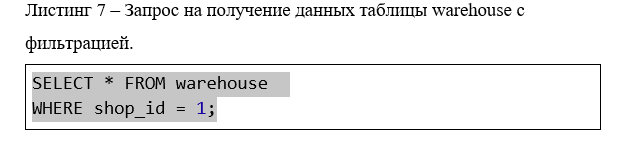 Листинг 7 – Запрос на получение данных таблицы warehouse с
фильтрацией.
SELECT * FROM warehouse
WHERE shop_id = 1;